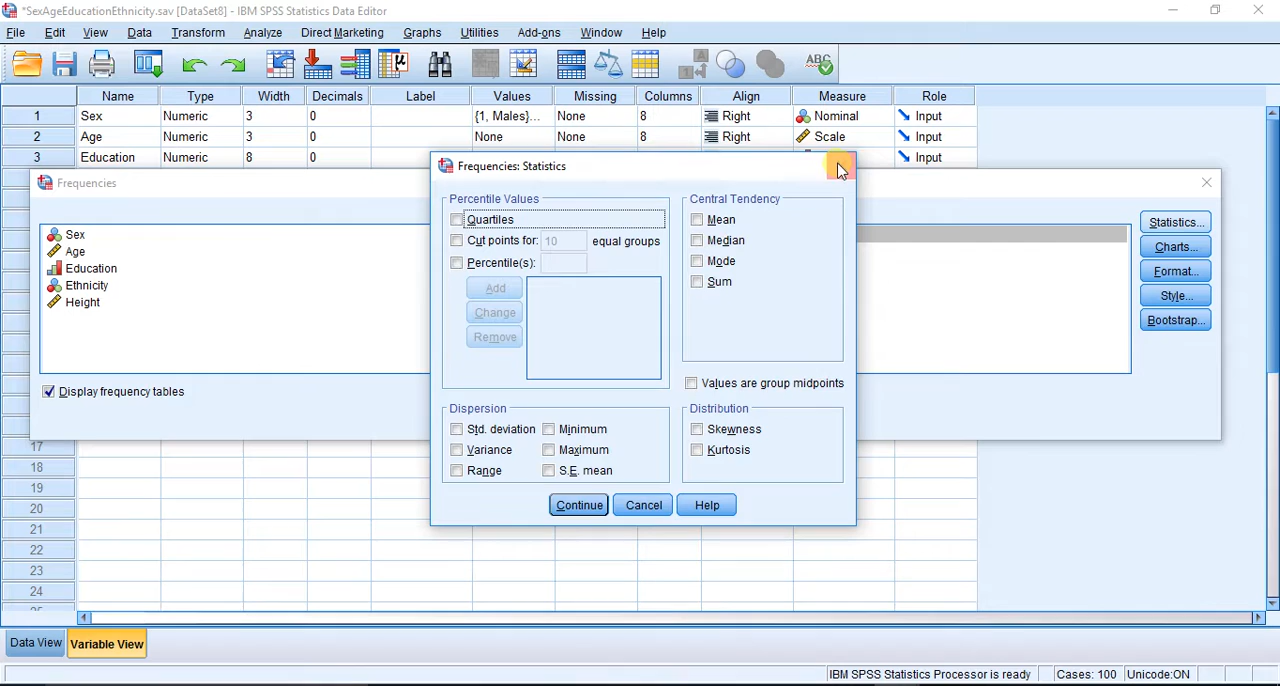 *SexAgeEducationEthnicity.sav [DataSet8] - IBM SPSS Statistics Data Editor
File Edit View Data Transform Analyze Direct Marketing Graphs Utilities Add-ons Window Help
ABC
Name Type Width Decimals Label Values Missing Columns Align Measure Role
1 Sex Numeric 3 0 {1, Males}... None 8 Right Nominal Input
2 Age Numeric 3 0 None None 8 Right Scale Input
3 Education Numeric 8 0 Input
Frequencies: Statistics
Frequencies
Sex
Age
Education
Ethnicity
Height
Display frequency tables
Percentile Values
Quartiles
Cut points for: 10 equal groups
Percentile(s):
Add
Change
Remove
Central Tendency
Mean
Median
Mode
Sum
Values are group midpoints
Dispersion
Std. deviation Minimum
Variance Maximum
Range S.E. mean
Distribution
Skewness
Kurtosis
Continue Cancel Help
Statistics...
Charts...
Format...
Style...
Bootstrap...
17
18
19
20
21
22
23
24
Data View Variable View
IBM SPSS Statistics Processor is ready Cases: 100 Unicode:ON